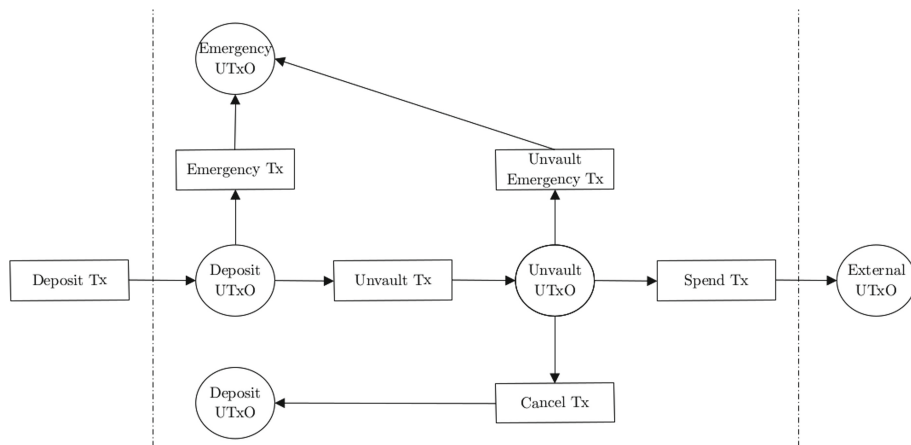 Emergency
UTxO
Emergency Tx
Unvault
Emergency Tx
Deposit Tx
Deposit
UTxO
Unvault Tx
Unvault
UTxO
Spend Tx
External
UTxO
Deposit
UTxO
Cancel Tx